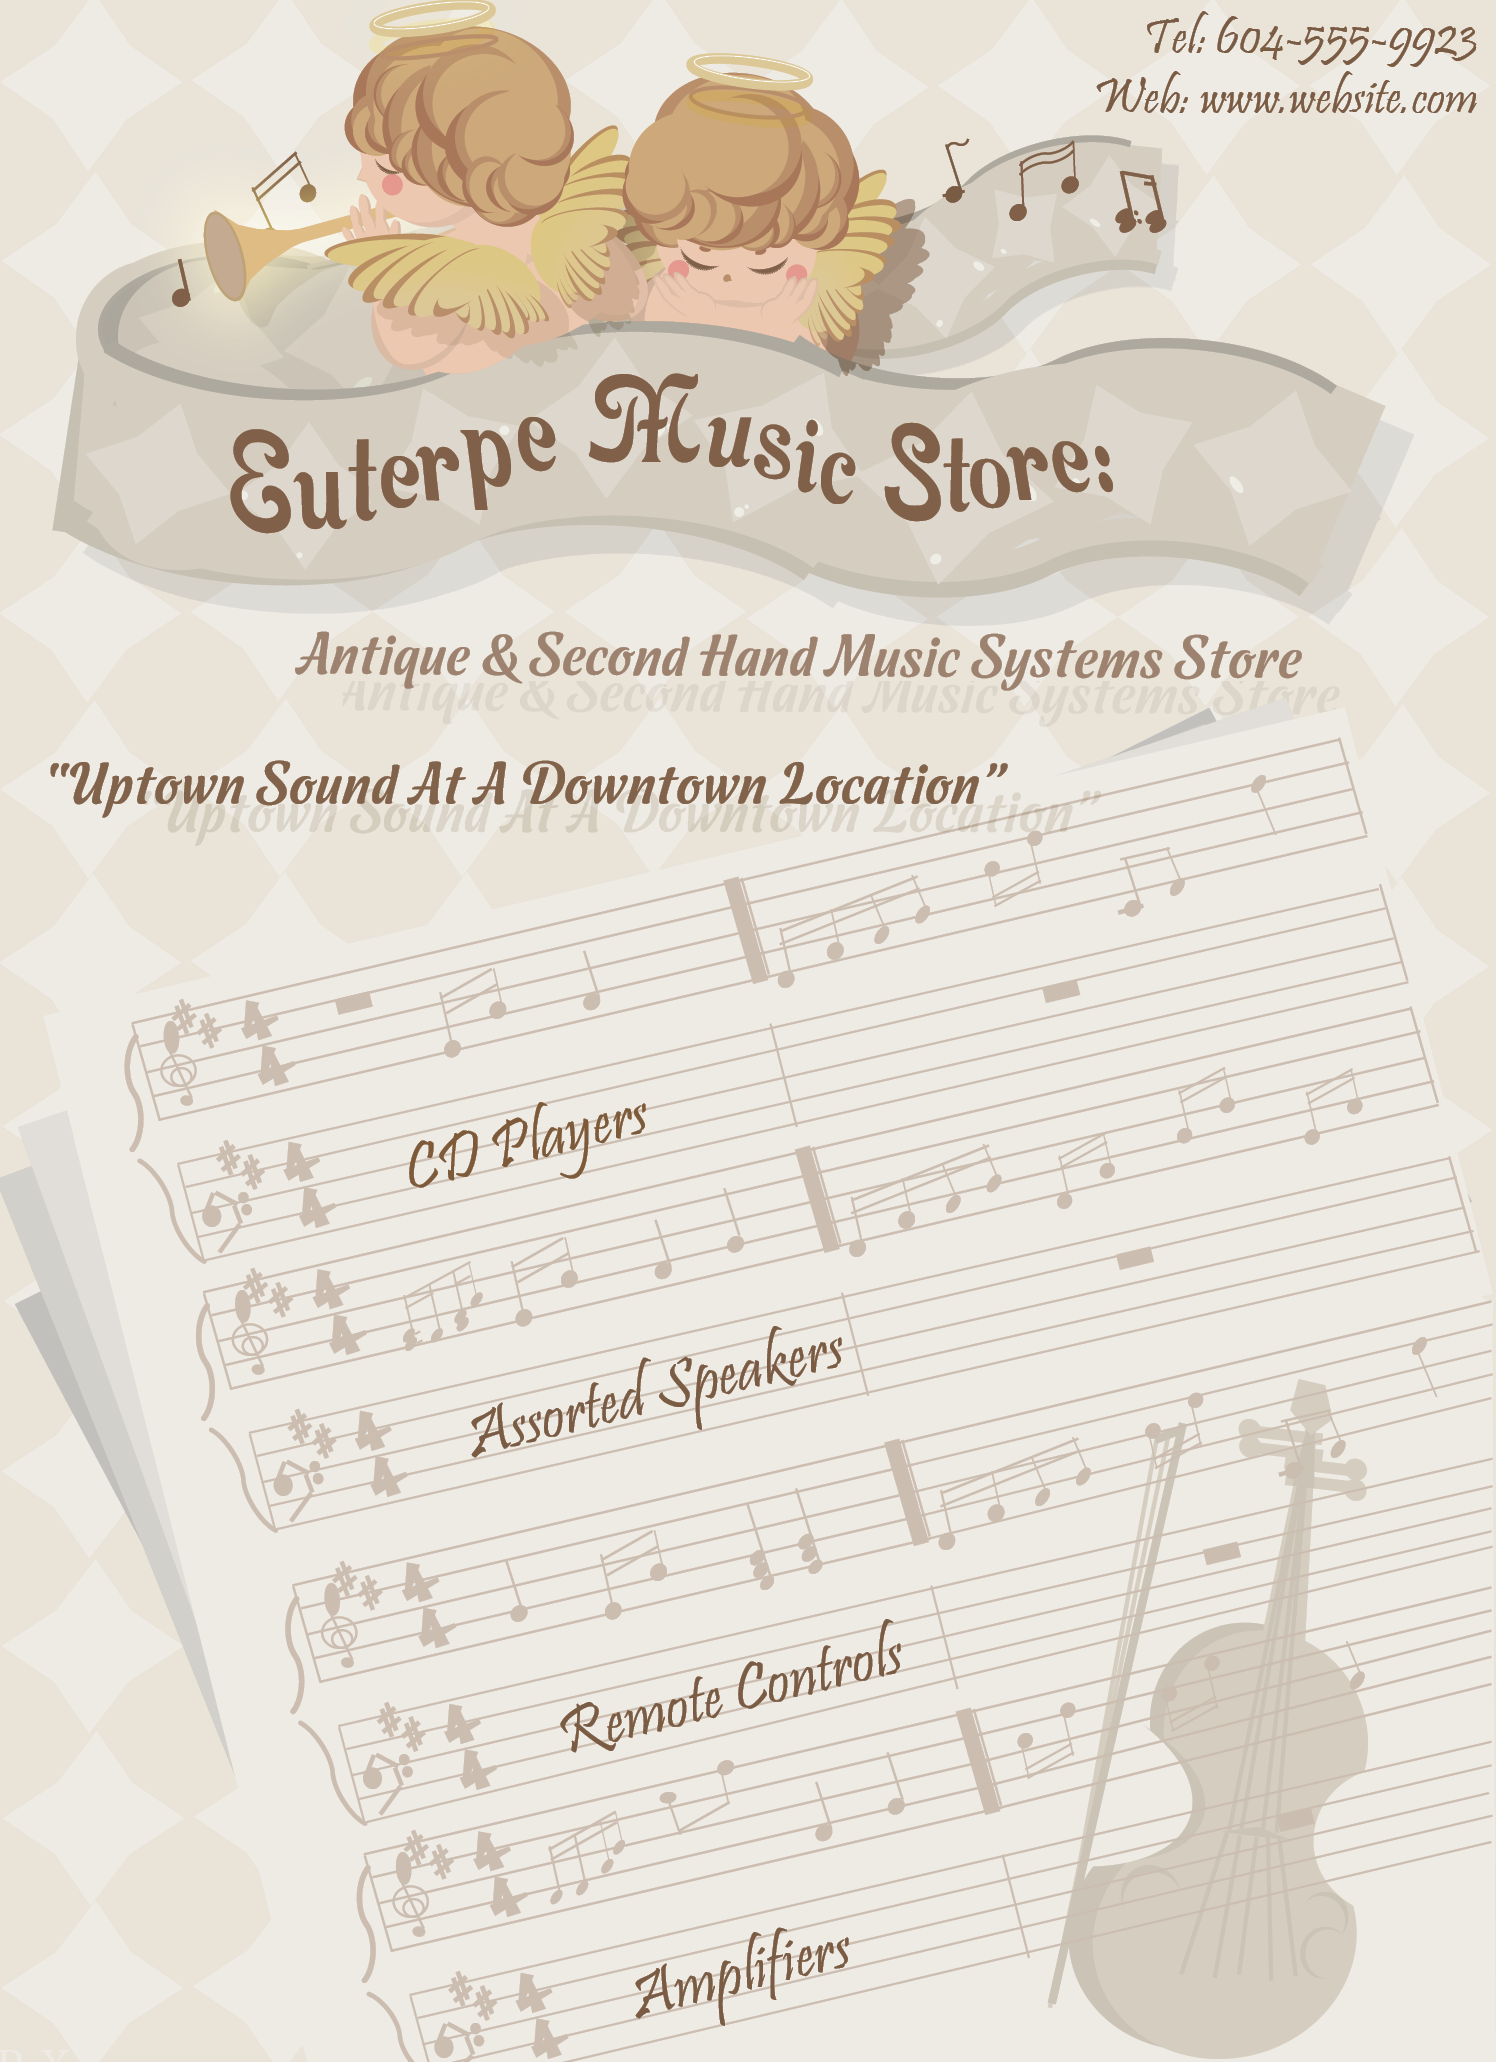 Tel: 604-555-9923
Web: www.website.com
Euterpe Music Store:
Antique & Second Hand Music Systems Store
“Uptown Sound At A Downtown Location”
CD Players
Assorted Speakers
Remote Controls
Amplifiers